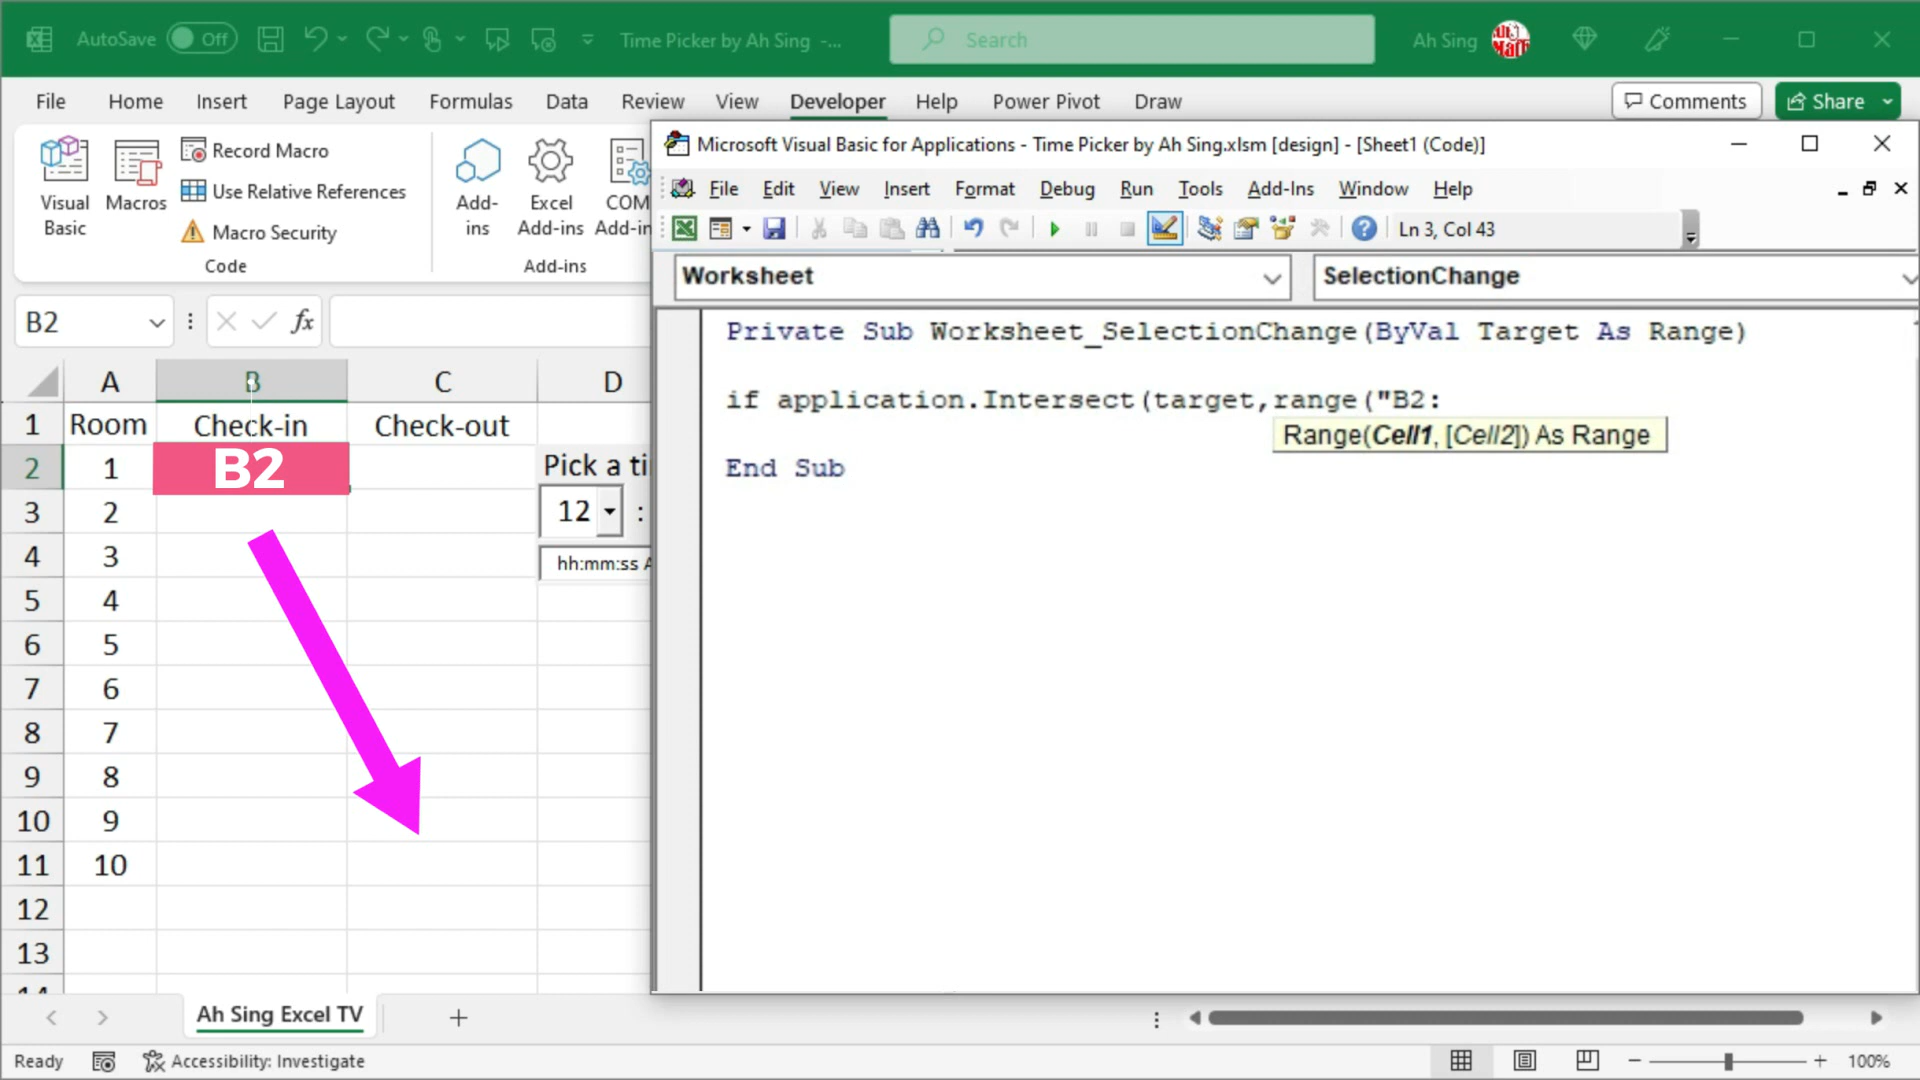 AutoSave Off Time Picker by Ah Sing -... Search Ah Sing
File Home Insert Page Layout Formulas Data Review View Developer Help Power Pivot Draw Comments Share
Visual Basic
Macros
Record Macro
Use Relative References
Macro Security
Code
Add-ins
Excel Add-ins
COM Add-in
Add-ins
B2 fx
A B C D
1 Room Check-in Check-out
2 1 B2 Pick a ti
3 2 12 :
4 3 hh:mm:ss A
5 4
6 5
7 6
8 7
9 8
10 9
11 10
12
13
14
Ah Sing Excel TV
Ready Accessibility: Investigate 100%
Microsoft Visual Basic for Applications - Time Picker by Ah Sing.xlsm [design] - [Sheet1 (Code)]
File Edit View Insert Format Debug Run Tools Add-Ins Window Help
Ln 3, Col 43
Worksheet SelectionChange
Private Sub Worksheet_SelectionChange(ByVal Target As Range)
if application.Intersect(target,range("B2:
Range(Cell1, [Cell2]) As Range
End Sub